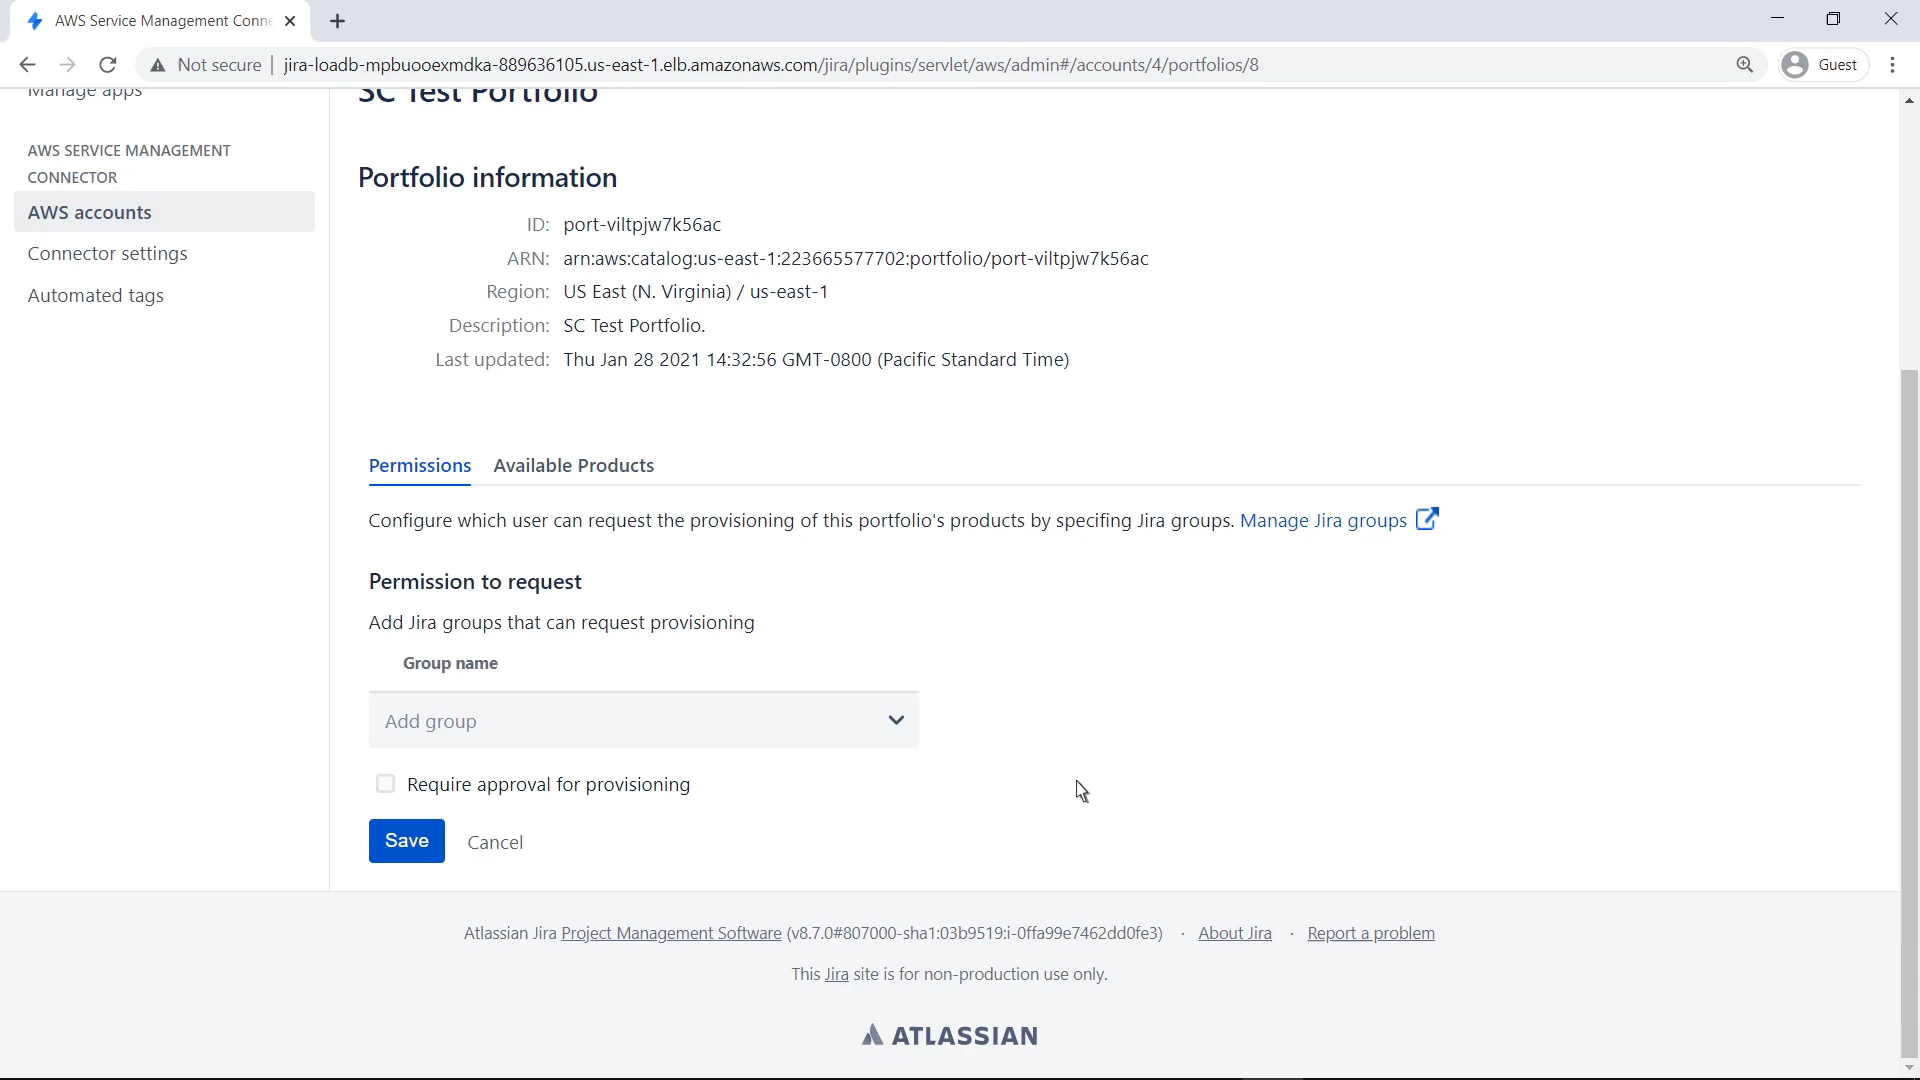 AWS Service Management Conne
Not secure
jira-loadb-mpbuooexmdka-889636105.us-east-1.elb.amazonaws.com/jira/plugins/servlet/aws/admin#/accounts/4/portfolios/8
Guest
Manage apps
SC Test Portfolio
AWS SERVICE MANAGEMENT
CONNECTOR
AWS accounts
Connector settings
Automated tags
Portfolio information
ID: port-viltpjw7k56ac
ARN: arn:aws:catalog:us-east-1:223665577702:portfolio/port-viltpjw7k56ac
Region: US East (N. Virginia) / us-east-1
Description: SC Test Portfolio.
Last updated: Thu Jan 28 2021 14:32:56 GMT-0800 (Pacific Standard Time)
Permissions Available Products
Configure which user can request the provisioning of this portfolio's products by specifing Jira groups. Manage Jira groups
Permission to request
Add Jira groups that can request provisioning
Group name
Add group
Require approval for provisioning
Save Cancel
Atlassian Jira Project Management Software (v8.7.0#807000-sha1:03b9519:i-0ffa99e7462dd0fe3) · About Jira · Report a problem
This Jira site is for non-production use only.
ATLASSIAN